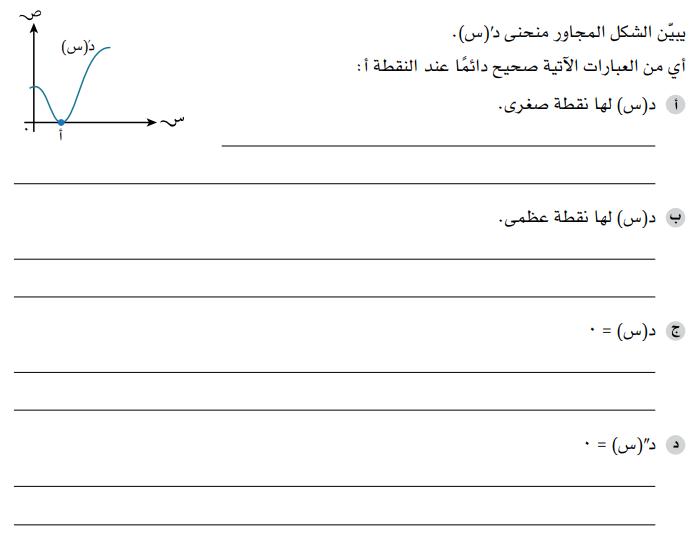 يبيّن الشكل المجاور منحنى د′(س).
أي من العبارات الآتية صحيح دائمًا عند النقطة أ:
أ د(س) لها نقطة صغرى.
ب د(س) لها نقطة عظمى.
ج د(س) = ٠
د د″(س) = ٠
ص
د′(س)
س
٠
أ